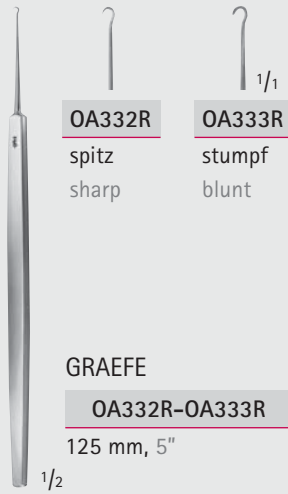 1/1
OA332R
OA333R
spitz
stumpf
sharp
blunt
GRAEFE
OA332R-OA333R
125 mm, 5"
1/2